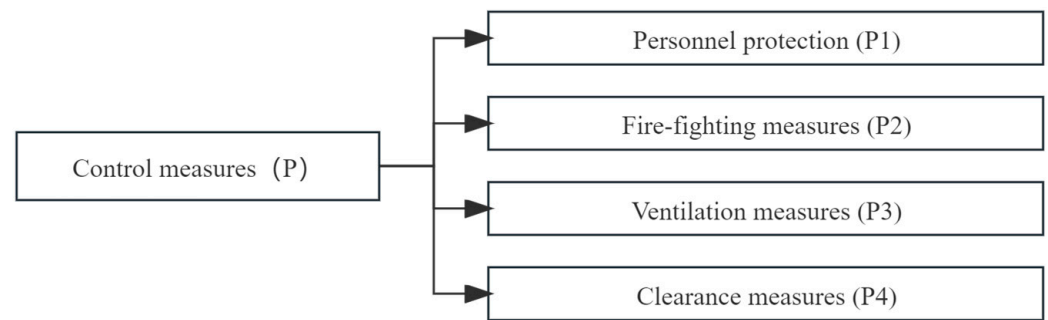 Control measures（P）
Personnel protection (P1)
Fire-fighting measures (P2)
Ventilation measures (P3)
Clearance measures (P4)